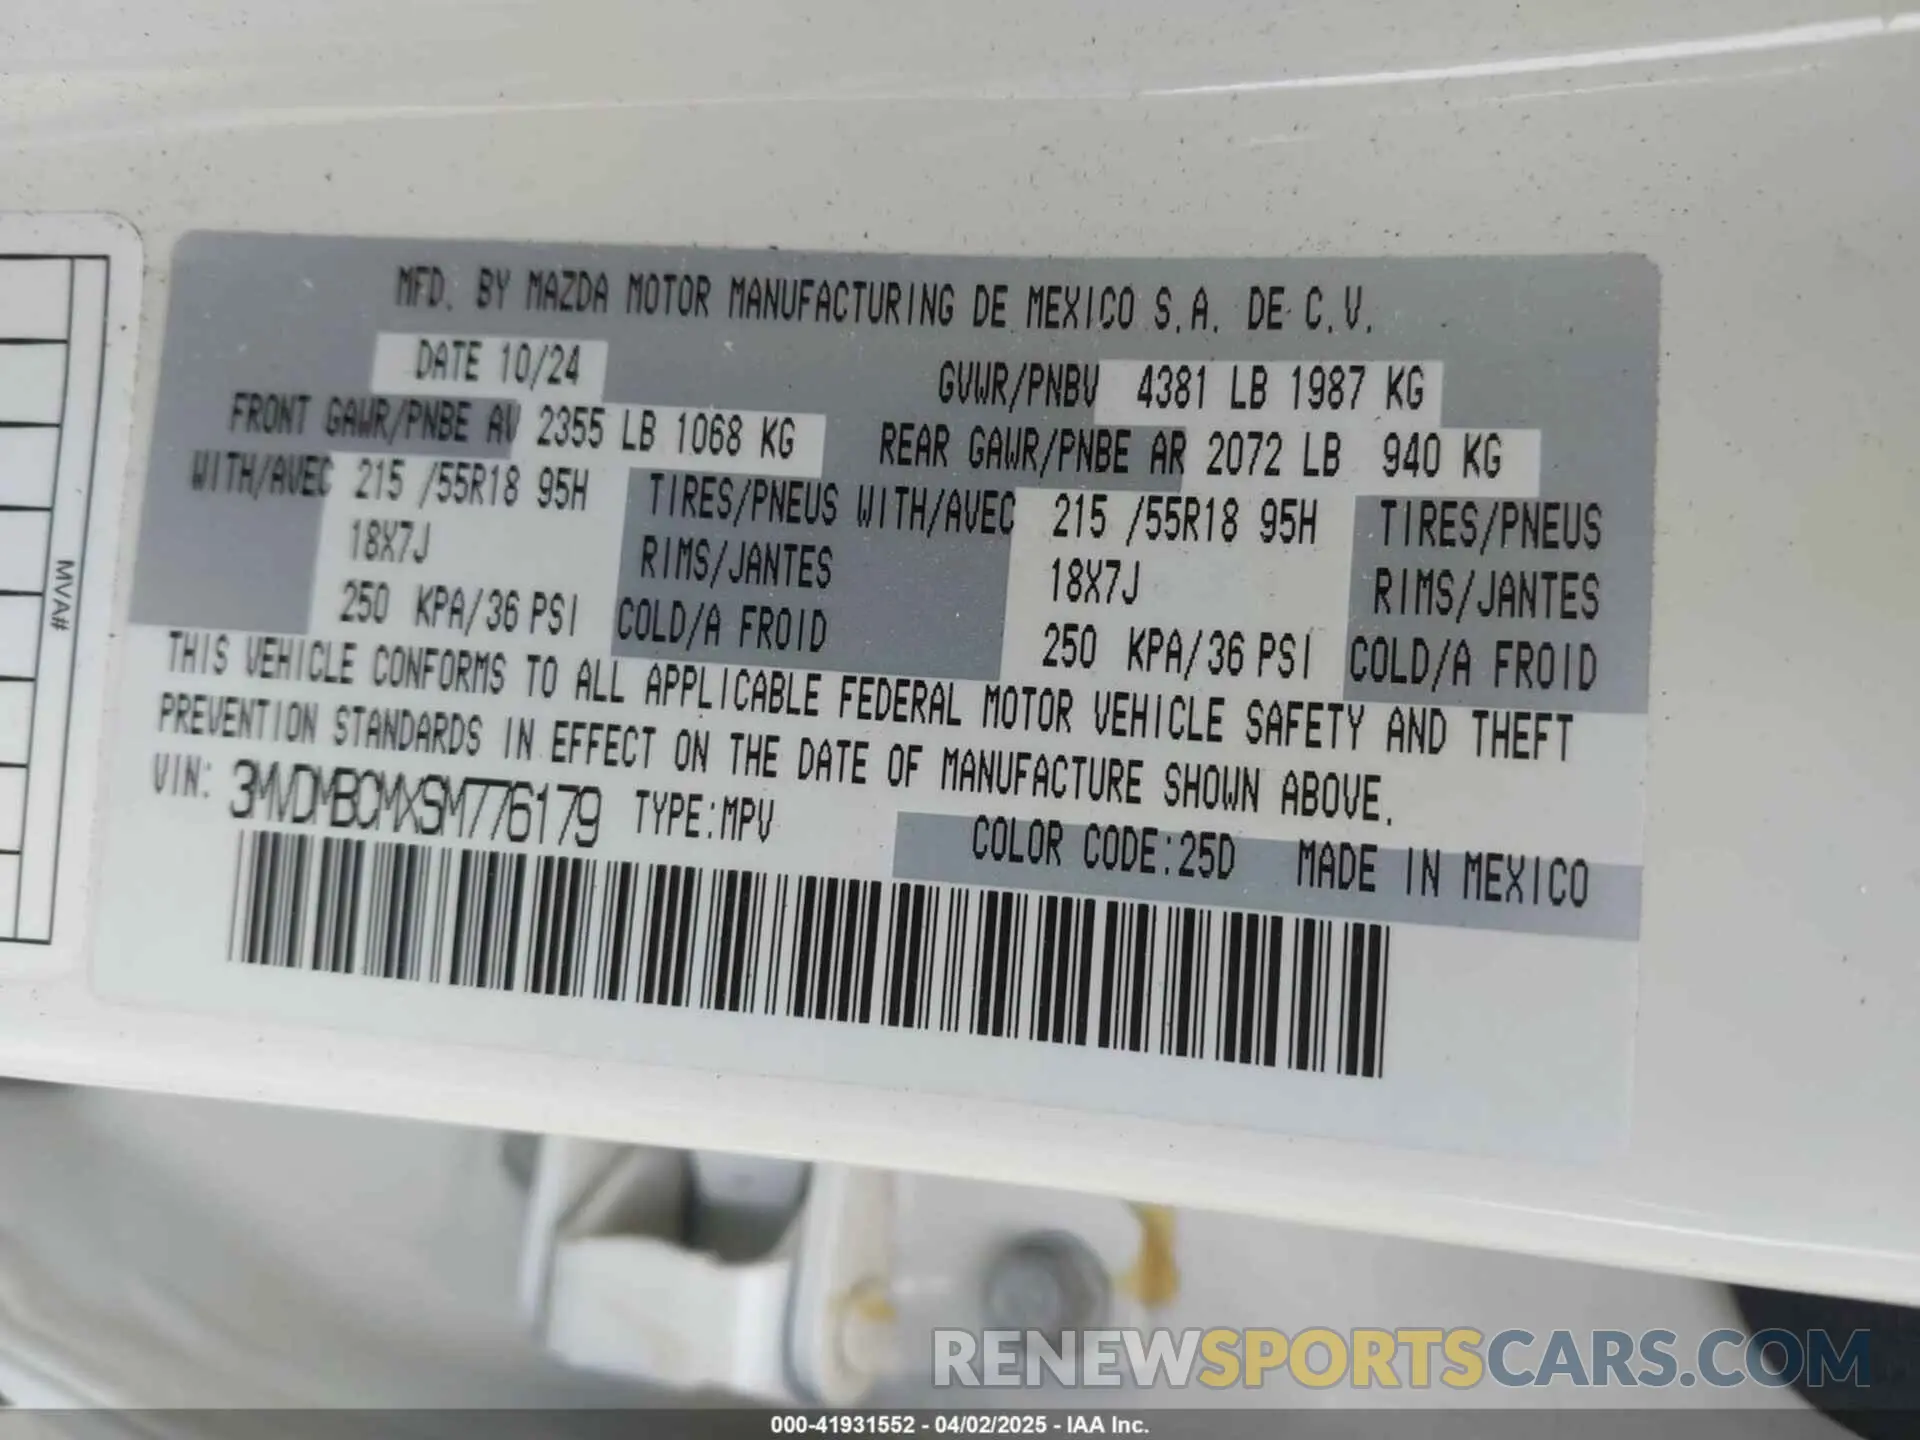 MFD. BY MAZDA MOTOR MANUFACTURING DE MEXICO S.A. DE C.V.
DATE 10/24 GVWR/PNBV 4381 LB 1987 KG
FRONT GAWR/PNBE AV 2355 LB 1068 KG REAR GAWR/PNBE AR 2072 LB 940 KG
WITH/AVEC 215 /55R18 95H TIRES/PNEUS WITH/AVEC 215 /55R18 95H TIRES/PNEUS
18X7J RIMS/JANTES 18X7J RIMS/JANTES
250 KPA/36 PSI COLD/A FROID 250 KPA/36 PSI COLD/A FROID
THIS VEHICLE CONFORMS TO ALL APPLICABLE FEDERAL MOTOR VEHICLE SAFETY AND THEFT
PREVENTION STANDARDS IN EFFECT ON THE DATE OF MANUFACTURE SHOWN ABOVE.
VIN: 3MVDMBCMXSM776179 TYPE:MPV
COLOR CODE:25D MADE IN MEXICO
MVA#
RENEWSPORTSCARS.COM
000-41931552 - 04/02/2025 - IAA Inc.